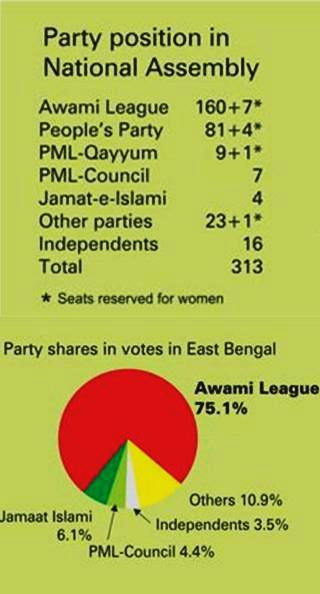 Party position in
National Assembly
Awami League 160+7*
People's Party 81+4*
PML-Qayyum 9+1*
PML-Council 7
Jamat-e-Islami 4
Other parties 23+1*
Independents 16
Total 313
* Seats reserved for women
Party shares in votes in East Bengal
Awami League
75.1%
Others 10.9%
Independents 3.5%
Jamaat Islami
6.1%
PML-Council 4.4%